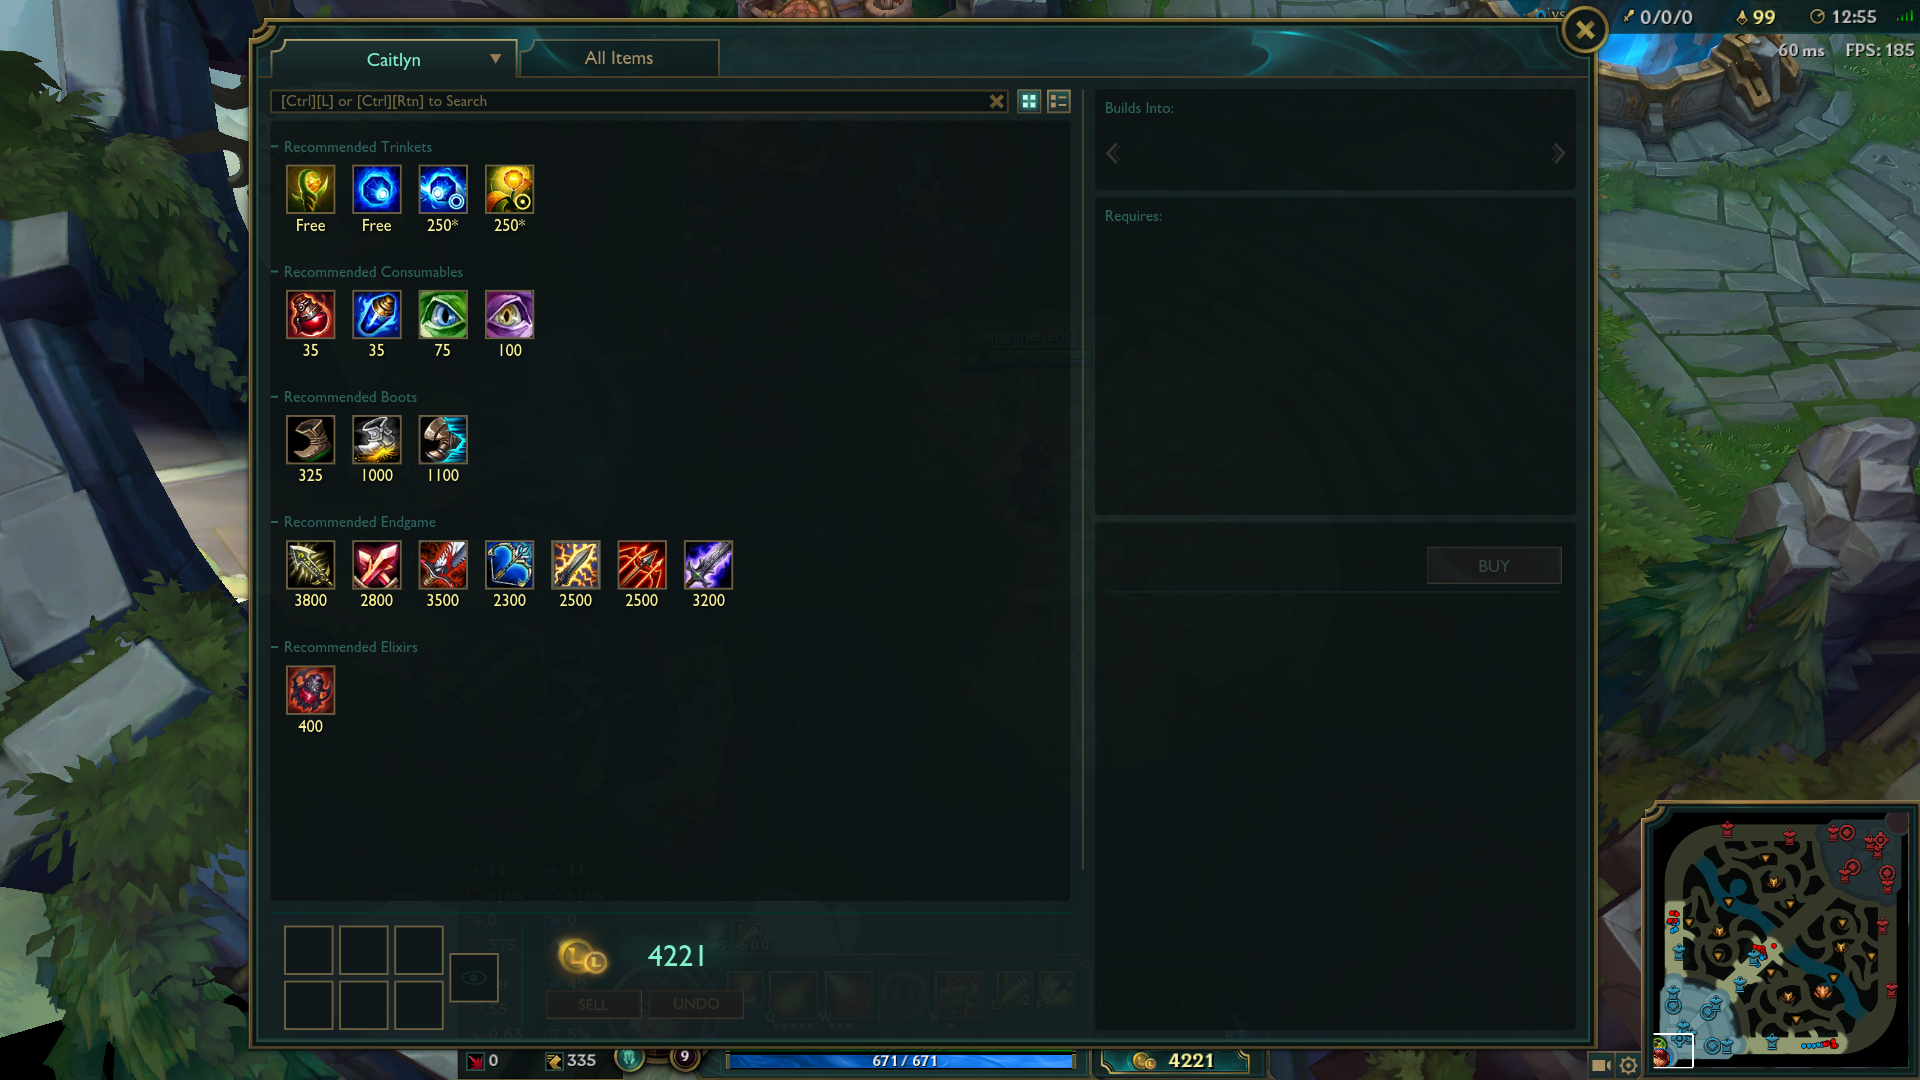 Caitlyn
All Items
0/0/0
99
12:55
60 ms FPS: 185
[Ctrl][L] or [Ctrl][Rtn] to Search
Builds Into:
Recommended Trinkets
Free
Free
250*
250*
Requires:
Recommended Consumables
35
35
75
100
Recommended Boots
325
1000
1100
Recommended Endgame
3800
2800
3500
2300
2500
2500
3200
BUY
Recommended Elixirs
400
4221
SELL
UNDO
0
335
9
671 / 671
4221